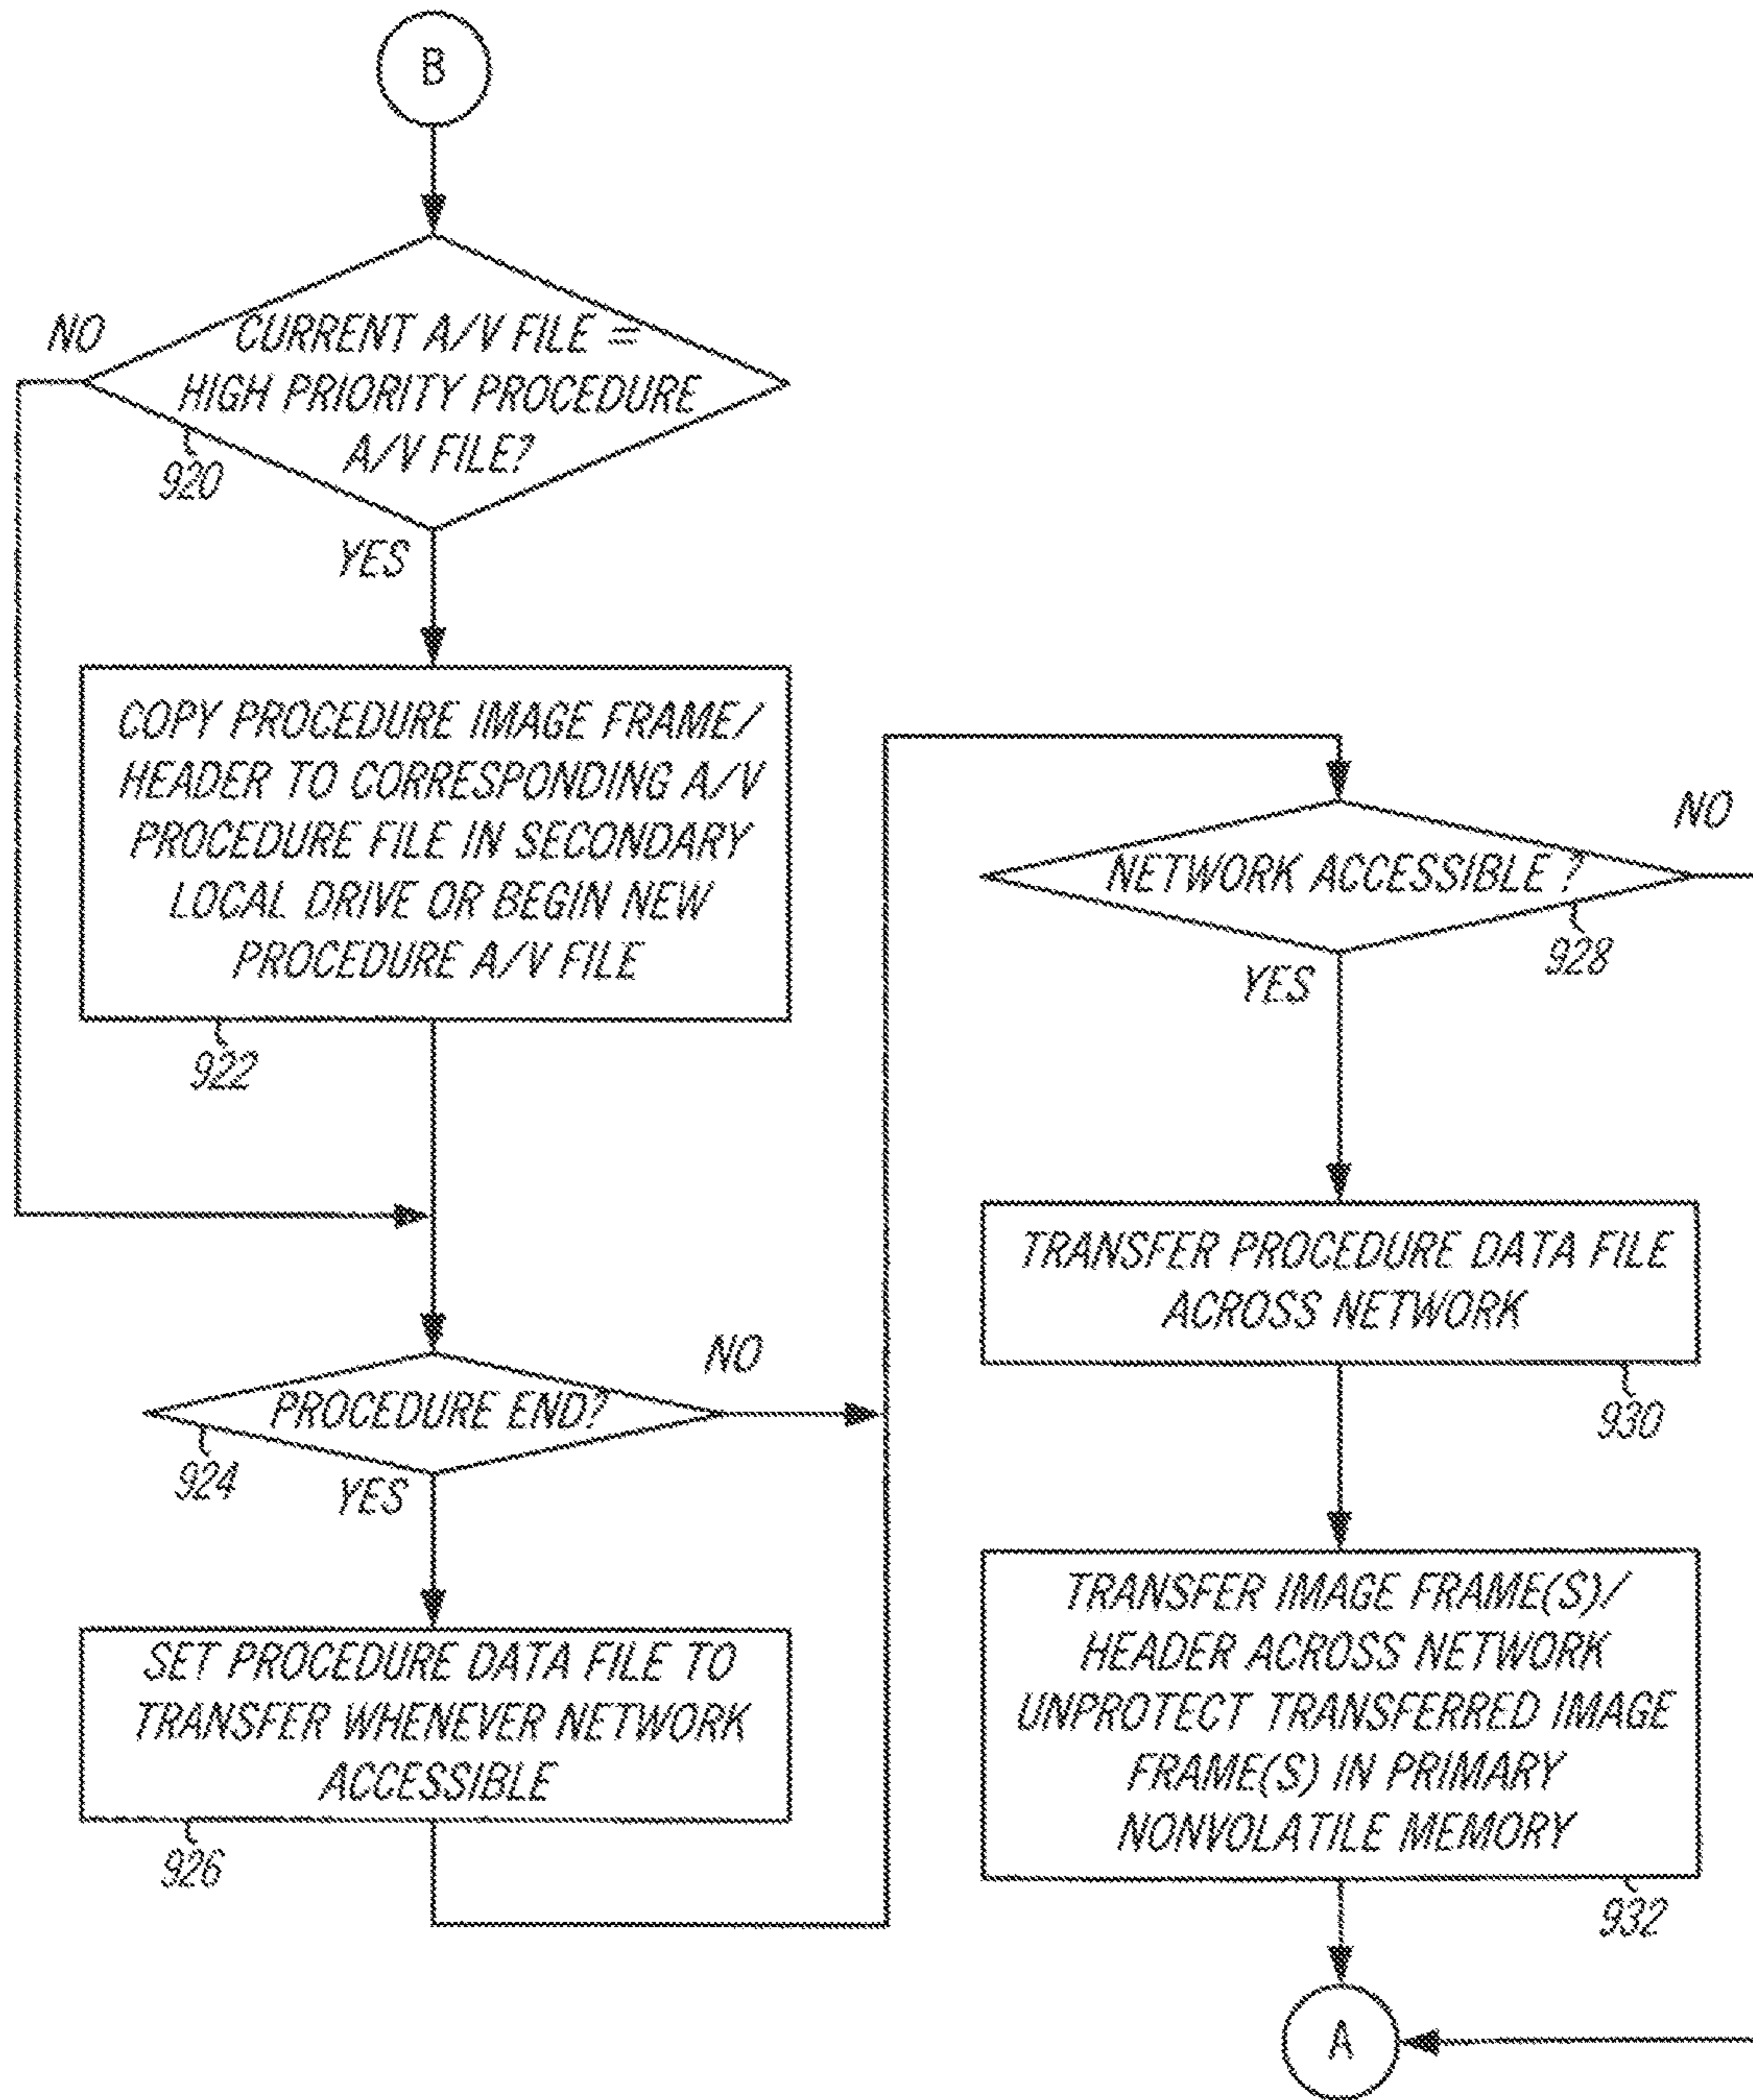 B
NO
CURRENT A/V FILE =
HIGH PRIORITY PROCEDURE
A/V FILE?
920
YES
COPY PROCEDURE IMAGE FRAME/
HEADER TO CORRESPONDING A/V
PROCEDURE FILE IN SECONDARY
LOCAL DRIVE OR BEGIN NEW
PROCEDURE A/V FILE
922
PROCEDURE END?
NO
924
YES
SET PROCEDURE DATA FILE TO
TRANSFER WHENEVER NETWORK
ACCESSIBLE
926
NETWORK ACCESSIBLE ?
NO
928
YES
TRANSFER PROCEDURE DATA FILE
ACROSS NETWORK
930
TRANSFER IMAGE FRAME(S)/
HEADER ACROSS NETWORK
UNPROTECT TRANSFERRED IMAGE
FRAME(S) IN PRIMARY
NONVOLATILE MEMORY
932
A